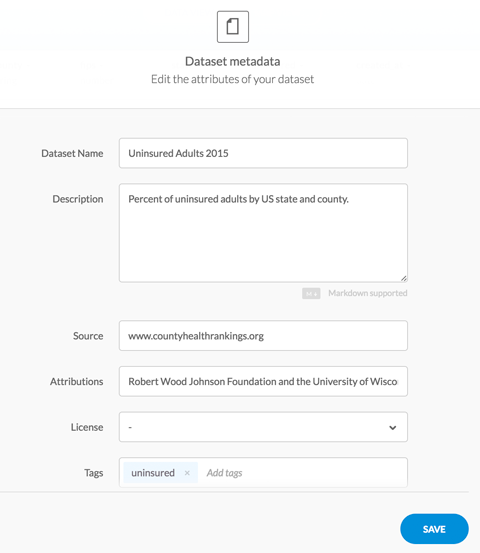 Dataset metadata
Edit the attributes of your dataset
Dataset Name
Uninsured Adults 2015
Description
Percent of uninsured adults by US state and county.
Markdown supported
Source
www.countyhealthrankings.org
Attributions
Robert Wood Johnson Foundation and the University of Wisco
License
-
Tags
uninsured ×
Add tags
SAVE